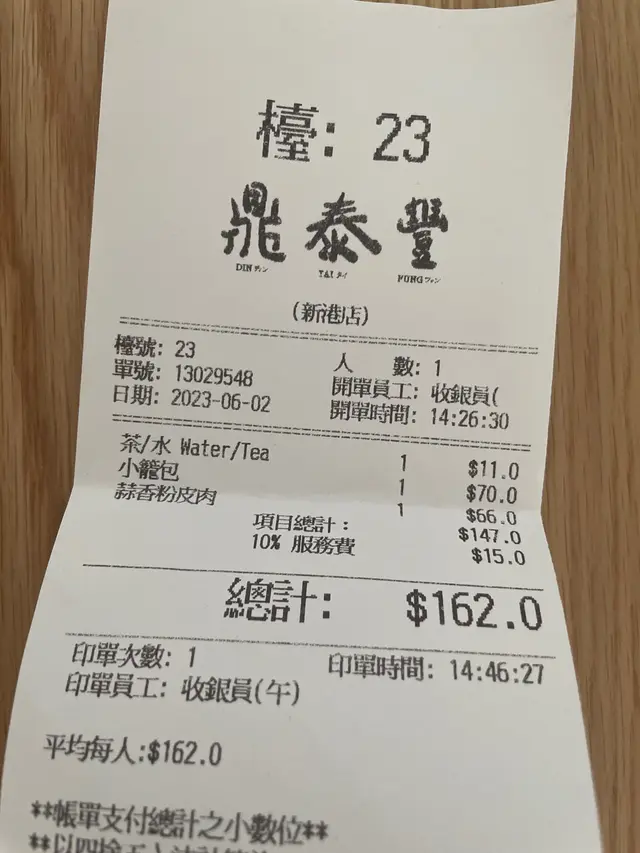 檯: 23
鼎泰豐
DIN ディン TAI タイ FUNG フォン
(新港店)
檯號: 23 人 數: 1
單號: 13029548 開單員工: 收銀員(
日期: 2023-06-02 開單時間: 14:26:30
茶/水 Water/Tea 1 $11.0
小籠包 1 $70.0
蒜香粉皮肉 1 $66.0
項目總計: $147.0
10% 服務費 $15.0
總計: $162.0
印單次數: 1 印單時間: 14:46:27
印單員工: 收銀員(午)
平均每人:$162.0
**帳單支付總計之小數位**
**以四捨五入